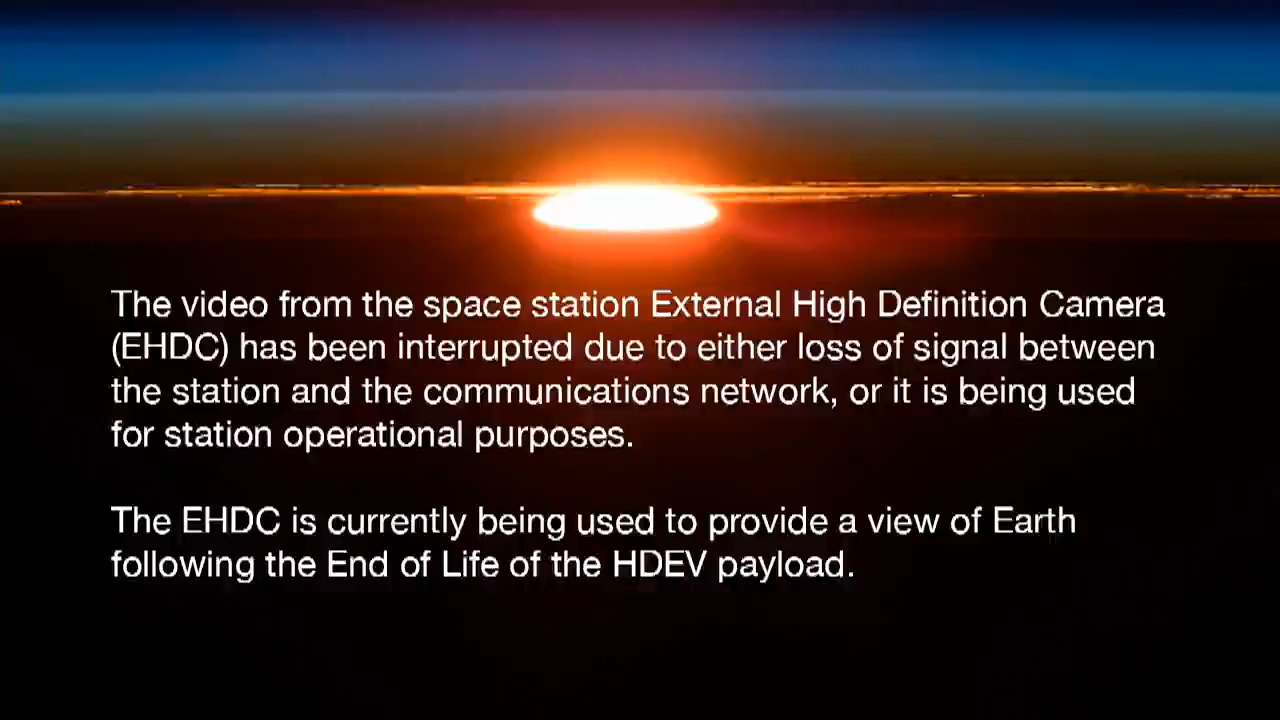 The video from the space station External High Definition Camera
(EHDC) has been interrupted due to either loss of signal between
the station and the communications network, or it is being used
for station operational purposes.
The EHDC is currently being used to provide a view of Earth
following the End of Life of the HDEV payload.